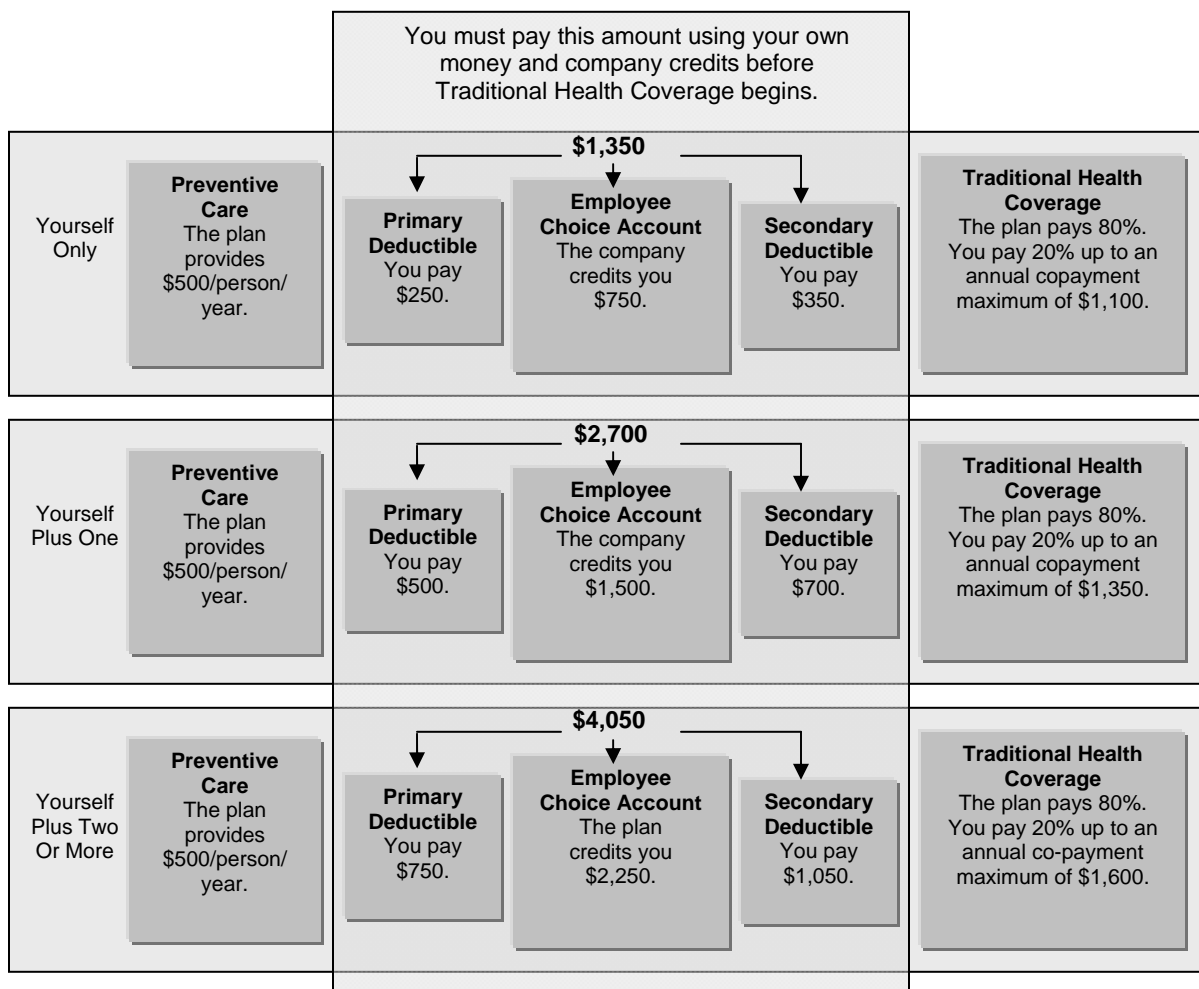 You must pay this amount using your own
money and company credits before
Traditional Health Coverage begins.
Yourself
Only
Preventive
Care
The plan
provides
$500/person/
year.
$1,350
Primary
Deductible
You pay
$250.
Employee
Choice Account
The company
credits you
$750.
Secondary
Deductible
You pay
$350.
Traditional Health
Coverage
The plan pays 80%.
You pay 20% up to an
annual copayment
maximum of $1,100.
Yourself
Plus One
Preventive
Care
The plan
provides
$500/person/
year.
$2,700
Primary
Deductible
You pay
$500.
Employee
Choice Account
The company
credits you
$1,500.
Secondary
Deductible
You pay
$700.
Traditional Health
Coverage
The plan pays 80%.
You pay 20% up to an
annual copayment
maximum of $1,350.
Yourself
Plus Two
Or More
Preventive
Care
The plan
provides
$500/person/
year.
$4,050
Primary
Deductible
You pay
$750.
Employee
Choice Account
The plan
credits you
$2,250.
Secondary
Deductible
You pay
$1,050.
Traditional Health
Coverage
The plan pays 80%.
You pay 20% up to an
annual co-payment
maximum of $1,600.